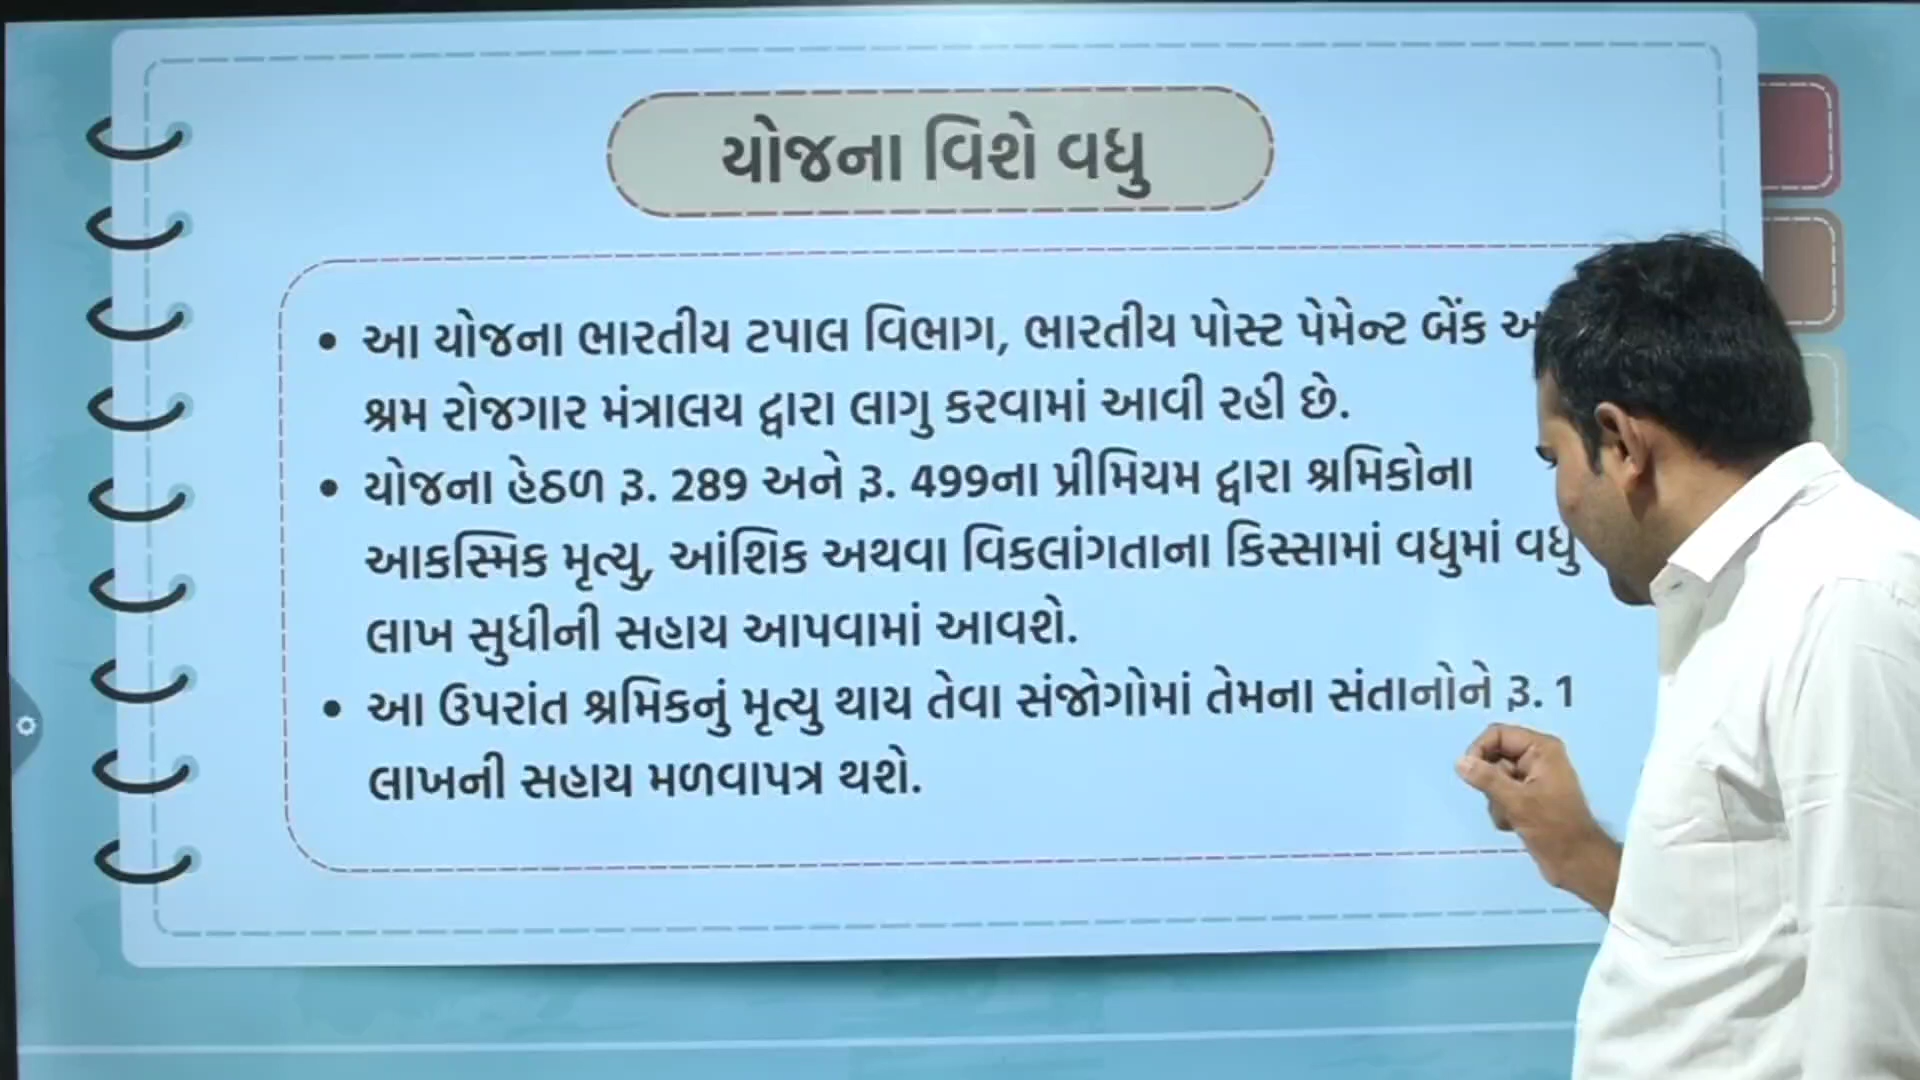 યોજના વિશે વધુ
• આ યોજના ભારતીય ટપાલ વિભાગ, ભારતીય પોસ્ટ પેમેન્ટ બેંક
શ્રમ રોજગાર મંત્રાલય દ્વારા લાગુ કરવામાં આવી રહી છે.
• યોજના હેઠળ રૂ. 289 અને રૂ. 499ના પ્રીમિયમ દ્વારા શ્રમિકોના
આકસ્મિક મૃત્યુ, આંશિક અથવા વિકલાંગતાના કિસ્સામાં વધુમાં વધુ
લાખ સુધીની સહાય આપવામાં આવશે.
• આ ઉપરાંત શ્રમિકનું મૃત્યુ થાય તેવા સંજોગોમાં તેમના સંતાનોને રૂ. 1
લાખની સહાય મળવાપત્ર થશે.